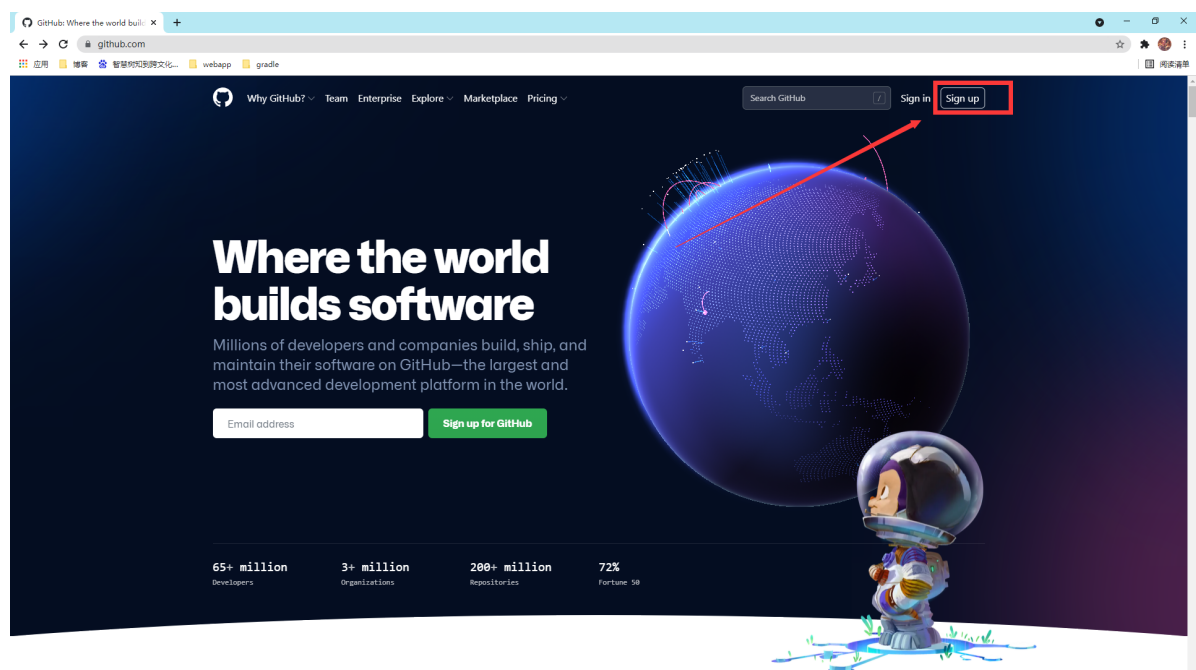 GitHub: Where the world build
github.com
应用 博客 智慧树知到跨文化... webapp gradle 阅读清单
Why GitHub? Team Enterprise Explore Marketplace Pricing Search GitHub / Sign in Sign up
Where the world
builds software
Millions of developers and companies build, ship, and
maintain their software on GitHub—the largest and
most advanced development platform in the world.
Email address Sign up for GitHub
65+ million 3+ million 200+ million 72%
Developers Organizations Repositories Fortune 50